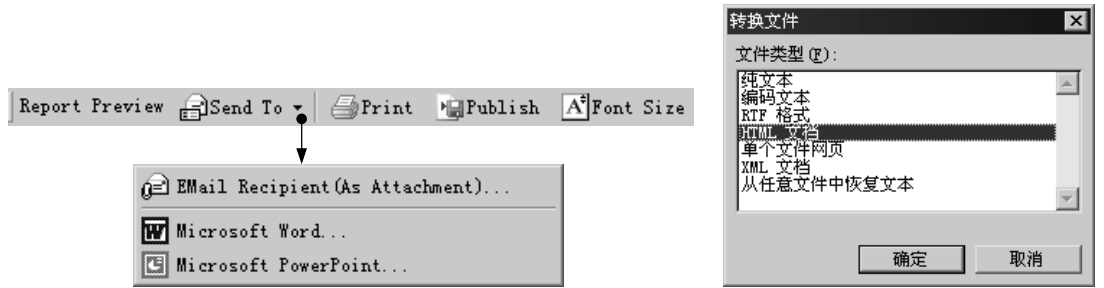 Report Preview Send To Print Publish Font Size
EMail Recipient(As Attachment)...
Microsoft Word...
Microsoft PowerPoint...
转换文件
文件类型(F):
纯文本
编码文本
RTF 格式
HTML 文档
单个文件网页
XML 文档
从任意文件中恢复文本
确定 取消